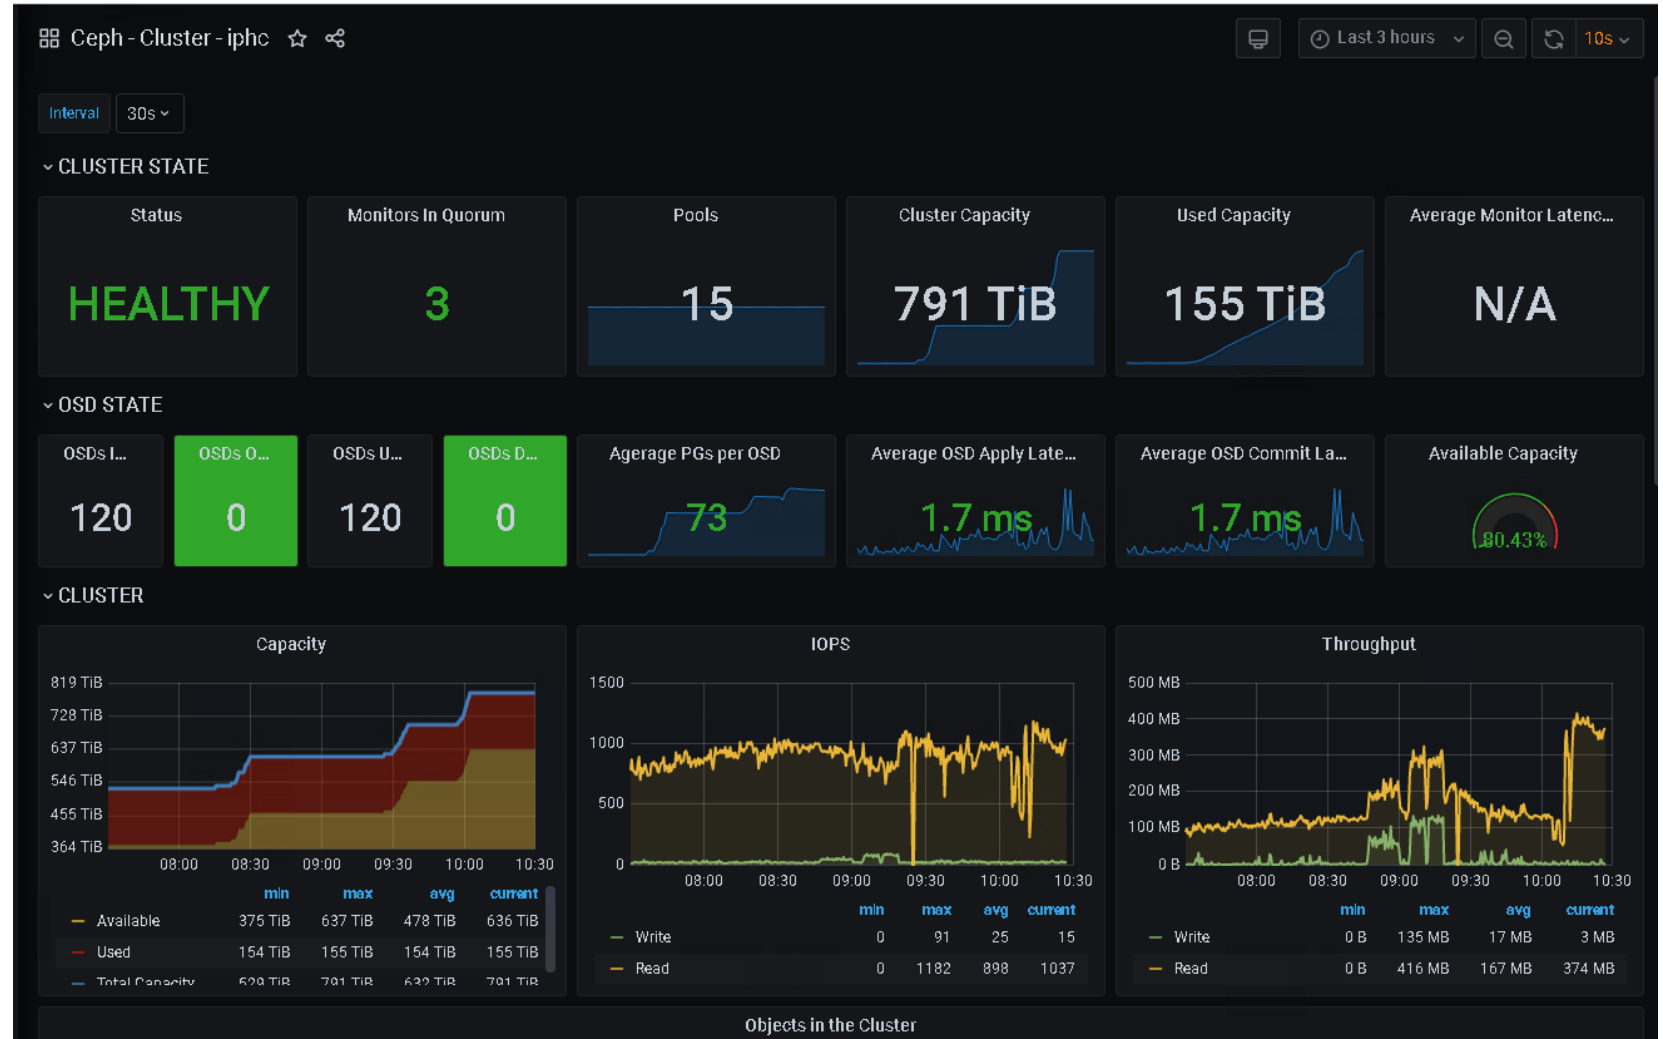 Ceph - Cluster - iphc
Last 3 hours
10s
Interval
30s
CLUSTER STATE
Status
HEALTHY
Monitors In Quorum
3
Pools
15
Cluster Capacity
791 TiB
Used Capacity
155 TiB
Average Monitor Latenc...
N/A
OSD STATE
OSDs I...
120
OSDs O...
0
OSDs U...
120
OSDs D...
0
Agerage PGs per OSD
73
Average OSD Apply Late...
1.7 ms
Average OSD Commit La...
1.7 ms
Available Capacity
80.43%
CLUSTER
Capacity
819 TiB
728 TiB
637 TiB
546 TiB
455 TiB
364 TiB
08:00 08:30 09:00 09:30 10:00 10:30
min max avg current
Available 375 TiB 637 TiB 478 TiB 636 TiB
Used 154 TiB 155 TiB 154 TiB 155 TiB
Total Capacity 529 TiB 791 TiB 632 TiB 791 TiB
IOPS
1500
1000
500
0
08:00 08:30 09:00 09:30 10:00 10:30
min max avg current
Write 0 91 25 15
Read 0 1182 898 1037
Throughput
500 MB
400 MB
300 MB
200 MB
100 MB
0 B
08:00 08:30 09:00 09:30 10:00 10:30
min max avg current
Write 0 B 135 MB 17 MB 3 MB
Read 0 B 416 MB 167 MB 374 MB
Objects in the Cluster